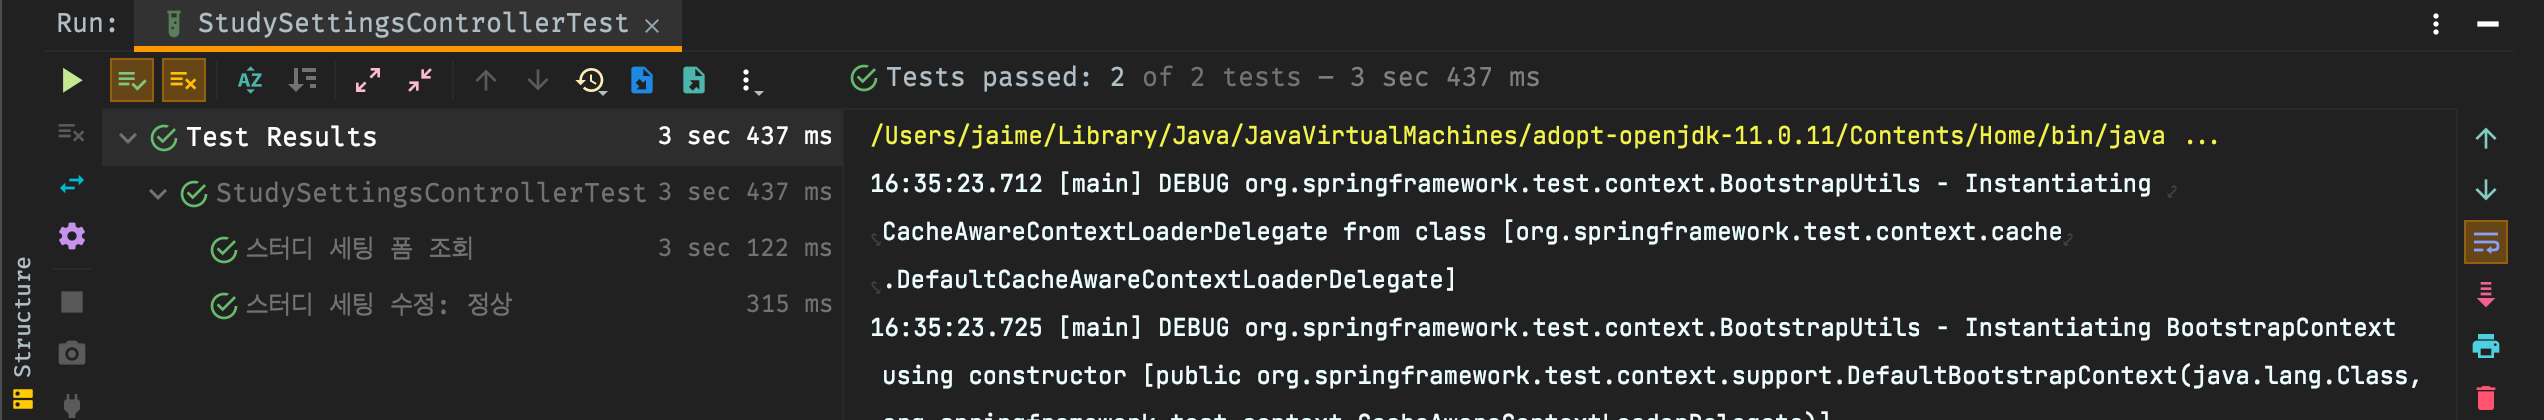 Run: StudySettingsControllerTest
Tests passed: 2 of 2 tests – 3 sec 437 ms
Test Results 3 sec 437 ms
StudySettingsControllerTest 3 sec 437 ms
스터디 세팅 폼 조회 3 sec 122 ms
스터디 세팅 수정: 정상 315 ms
/Users/jaime/Library/Java/JavaVirtualMachines/adopt-openjdk-11.0.11/Contents/Home/bin/java ...
16:35:23.712 [main] DEBUG org.springframework.test.context.BootstrapUtils - Instantiating
CacheAwareContextLoaderDelegate from class [org.springframework.test.context.cache
.DefaultCacheAwareContextLoaderDelegate]
16:35:23.725 [main] DEBUG org.springframework.test.context.BootstrapUtils - Instantiating BootstrapContext
using constructor [public org.springframework.test.context.support.DefaultBootstrapContext(java.lang.Class,
org.springframework.test.context.CacheAwareContextLoaderDelegate)]
Structure